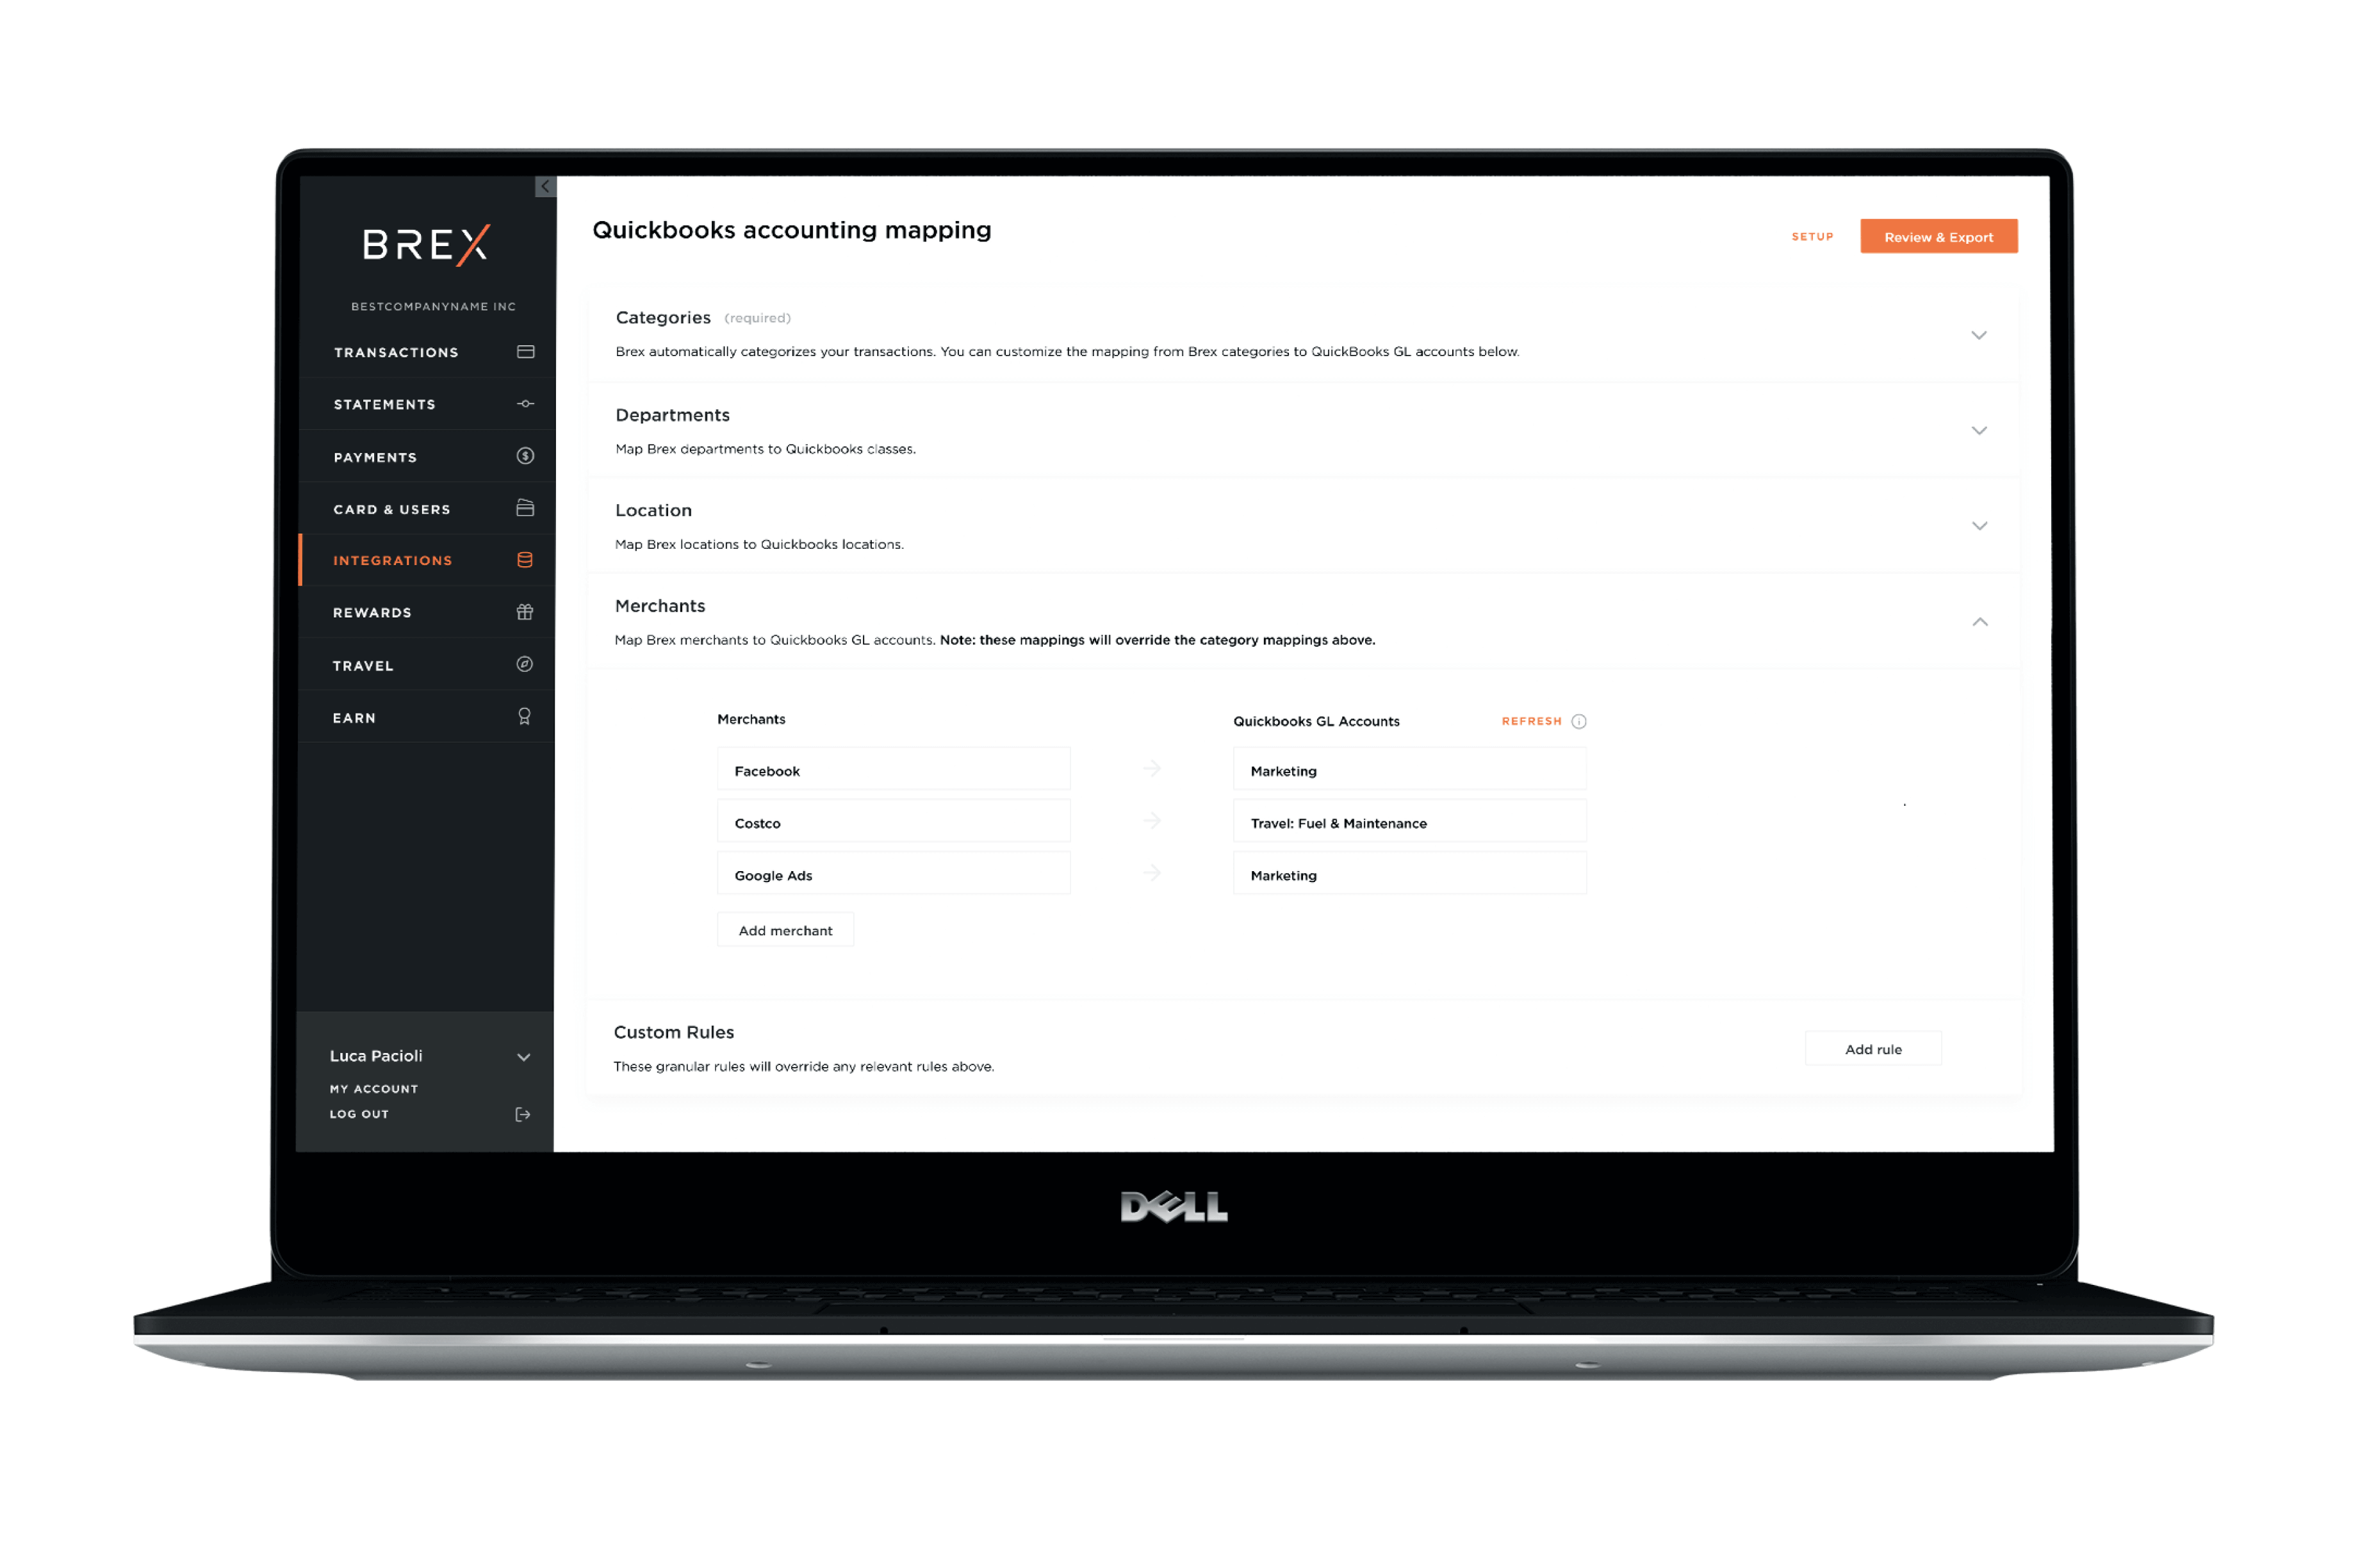 BREX
BESTCOMPANYNAME INC
TRANSACTIONS
STATEMENTS
PAYMENTS
CARD & USERS
INTEGRATIONS
REWARDS
TRAVEL
EARN
Luca Pacioli
MY ACCOUNT
LOG OUT
Quickbooks accounting mapping
SETUP
Review & Export
Categories (required)
Brex automatically categorizes your transactions. You can customize the mapping from Brex categories to QuickBooks GL accounts below.
Departments
Map Brex departments to Quickbooks classes.
Location
Map Brex locations to Quickbooks locations.
Merchants
Map Brex merchants to Quickbooks GL accounts. Note: these mappings will override the category mappings above.
Merchants
Quickbooks GL Accounts
REFRESH
Facebook
Marketing
Costco
Travel: Fuel & Maintenance
Google Ads
Marketing
Add merchant
Custom Rules
These granular rules will override any relevant rules above.
Add rule
DELL